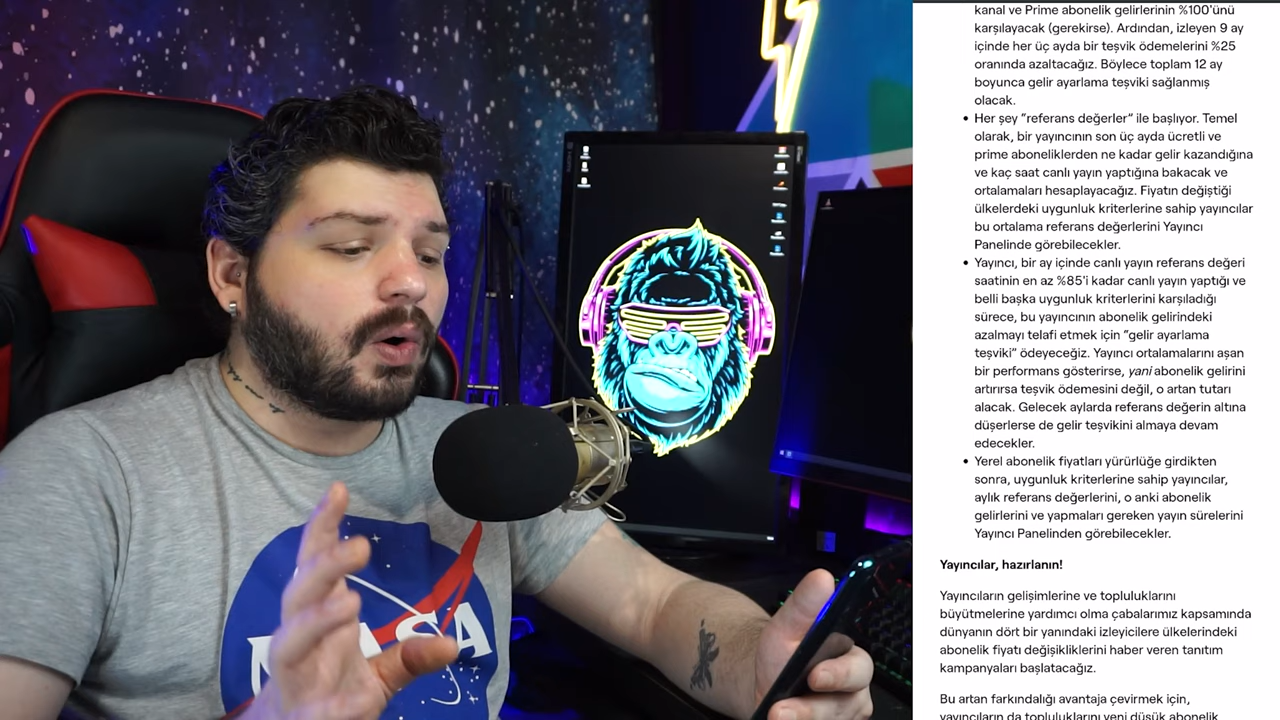 kanal ve Prime abonelik gelirlerinin %100'ünü
karşılayacak (gerekirse). Ardından, izleyen 9 ay
içinde her üç ayda bir teşvik ödemelerini %25
oranında azaltacağız. Böylece toplam 12 ay
boyunca gelir ayarlama teşviki sağlanmış
olacak.
• Her şey “referans değerler” ile başlıyor. Temel
olarak, bir yayıncının son üç ayda ücretli ve
prime aboneliklerden ne kadar gelir kazandığına
ve kaç saat canlı yayın yaptığına bakacak ve
ortalamaları hesaplayacağız. Fiyatın değiştiği
ülkelerdeki uygunluk kriterlerine sahip yayıncılar
bu ortalama referans değerlerini Yayıncı
Panelinde görebilecekler.
• Yayıncı, bir ay içinde canlı yayın referans değeri
saatinin en az %85'i kadar canlı yayın yaptığı ve
belli başka uygunluk kriterlerini karşıladığı
sürece, bu yayıncının abonelik gelirindeki
azalmayı telafi etmek için “gelir ayarlama
teşviki” ödeyeceğiz. Yayıncı ortalamalarını aşan
bir performans gösterirse, yani abonelik gelirini
artırırsa teşvik ödemesini değil, o artan tutarı
alacak. Gelecek aylarda referans değerin altına
düşerlerse de gelir teşvikini almaya devam
edecekler.
• Yerel abonelik fiyatları yürürlüğe girdikten
sonra, uygunluk kriterlerine sahip yayıncılar,
aylık referans değerlerini, o anki abonelik
gelirlerini ve yapmaları gereken yayın sürelerini
Yayıncı Panelinden görebilecekler.
Yayıncılar, hazırlanın!
Yayıncıların gelişimlerine ve topluluklarını
büyütmelerine yardımcı olma çabalarımız kapsamında
dünyanın dört bir yanındaki izleyicilere ülkelerindeki
abonelik fiyatı değişikliklerini haber veren tanıtım
kampanyaları başlatacağız.
Bu artan farkındalığı avantaja çevirmek için,
yayıncıların da topluluklarını yeni düşük abonelik
NASA